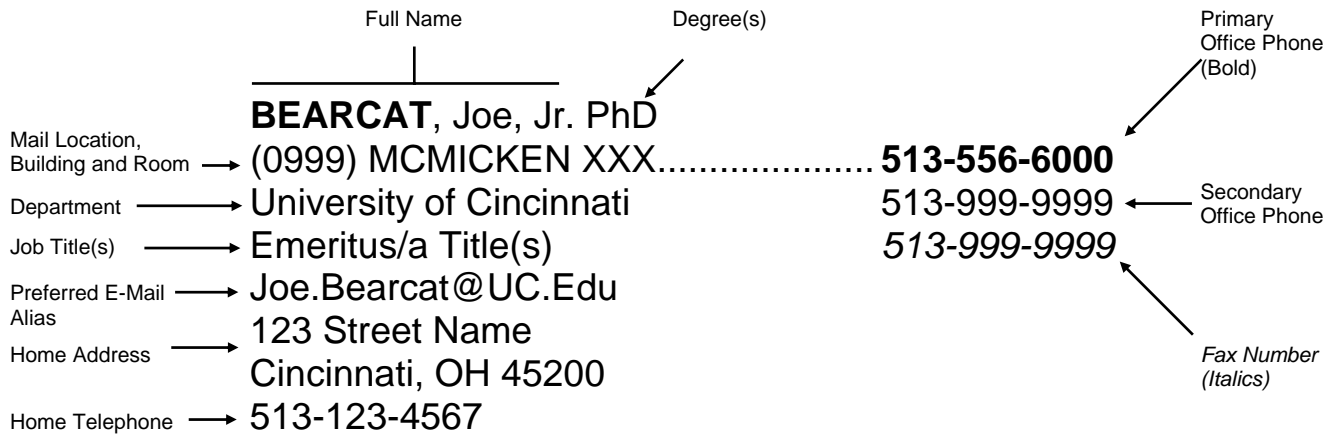 Full Name
Degree(s)
Primary
Office Phone
(Bold)
BEARCAT, Joe, Jr. PhD
Mail Location,
Building and Room
(0999) MCMICKEN XXX..................... 513-556-6000
Department
University of Cincinnati
513-999-9999
Secondary
Office Phone
Job Title(s)
Emeritus/a Title(s)
513-999-9999
Preferred E-Mail
Alias
Joe.Bearcat@UC.Edu
Home Address
123 Street Name
Cincinnati, OH 45200
Fax Number
(Italics)
Home Telephone
513-123-4567